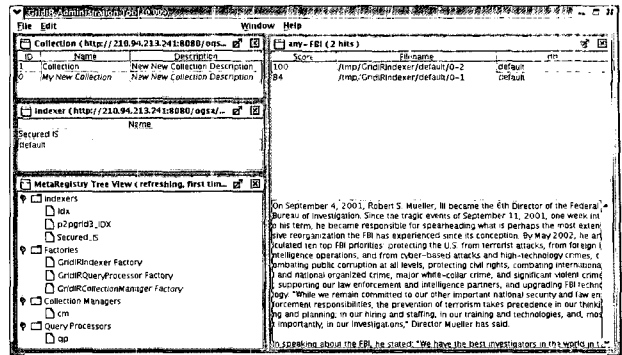 GridIR Administration Tool
File Edit Window Help
Collection (http://210.94.213.241:8080/ogs...
ID Name Description
1 Collection New New Collection Description
0 My New Collection New New Collection Description
Indexer (http://210.94.213.241:8080/ogsa/...
Name
Secured IS
default
MetaRegistry Tree View (refreshing, first tim...
Indexers
Idx
p2pgrid3_IDX
Secured_IS
Factories
GridIRIndexer Factory
GridIRQueryProcessor Factory
GridIRCollectionManager Factory
Collection Managers
cm
Query Processors
qp
any- FBI (2 hits)
Score Filename
100 /tmp/GridIRIndexer/default/0-2 default
84 /tmp/GridIRIndexer/default/0-1 default
On September 4, 2001, Robert S. Mueller, III became the 6th Director of the Federal
Bureau of Investigation. Since the tragic events of September 11, 2001, one week int
o his term, he became responsible for spearheading what is perhaps the most exten
sive reorganization the FBI has experienced since its conception. By May 2002, he art
iculated ten top FBI priorities: protecting the U.S. from terrorist attacks, from foreign i
ntelligence operations, and from cyber-based attacks and high-technology crimes, c
ombating public corruption at all levels, protecting civil rights, combating internationa
l and national organized crime, major white-collar crime, and significant violent crime
supporting our law enforcement and intelligence partners, and upgrading FBI techn
ology. "While we remain committed to our other important national security and law en
forcement responsibilities, the prevention of terrorism takes precedence in our thinki
ng and planning; in our hiring and staffing, in our training and technologies, and, mos
t importantly, in our investigations," Director Mueller has said.
In speaking about the FBI, he stated: "We have the best investigators in the world in